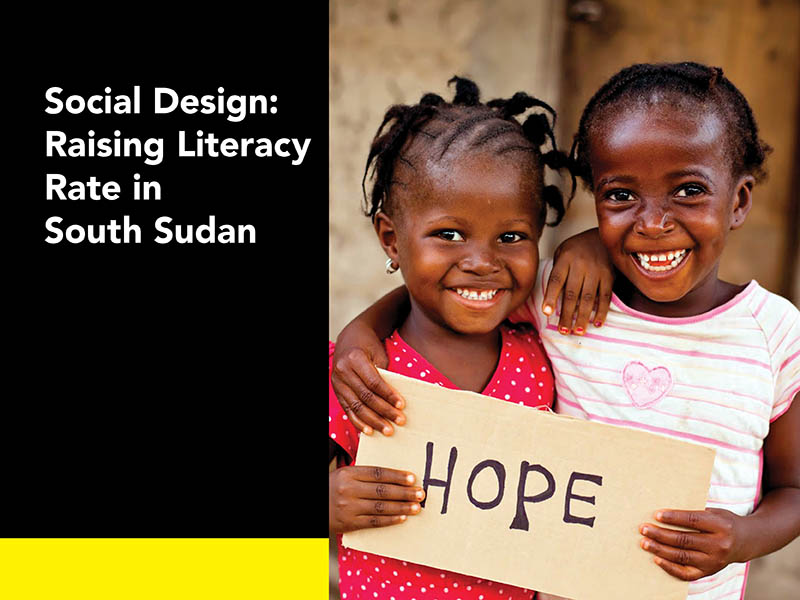 Social Design:
Raising Literacy
Rate in
South Sudan
HOPE